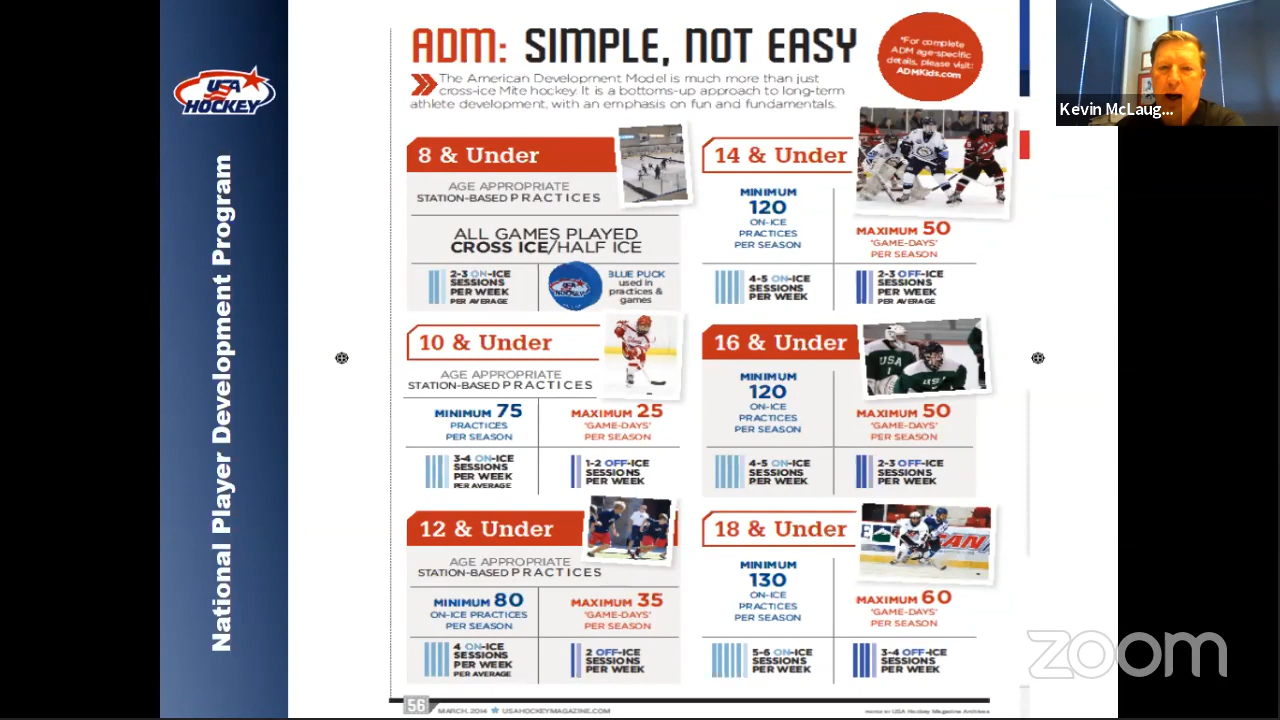 USA
HOCKEY
National Player Development Program
ADM: SIMPLE, NOT EASY
The American Development Model is much more than just
cross-ice Mite hockey. It is a bottoms-up approach to long-term
athlete development, with an emphasis on fun and fundamentals.
*For complete
ADM age-specific
details, please visit:
ADMKids.com
Kevin McLaug...
8 & Under
AGE APPROPRIATE
STATION-BASED PRACTICES
ALL GAMES PLAYED
CROSS ICE/HALF ICE
2-3 ON-ICE
SESSIONS
PER WEEK
PER AVERAGE
BLUE PUCK
used in
practices &
games
10 & Under
AGE APPROPRIATE
STATION-BASED PRACTICES
MINIMUM 75
PRACTICES
PER SEASON
MAXIMUM 25
'GAME-DAYS'
PER SEASON
3-4 ON-ICE
SESSIONS
PER WEEK
PER AVERAGE
1-2 OFF-ICE
SESSIONS
PER WEEK
12 & Under
AGE APPROPRIATE
STATION-BASED PRACTICES
MINIMUM 80
ON-ICE PRACTICES
PER SEASON
MAXIMUM 35
'GAME-DAYS'
PER SEASON
4 ON-ICE
SESSIONS
PER WEEK
PER AVERAGE
2 OFF-ICE
SESSIONS
PER WEEK
14 & Under
MINIMUM
120
ON-ICE
PRACTICES
PER SEASON
MAXIMUM 50
'GAME-DAYS'
PER SEASON
4-5 ON-ICE
SESSIONS
PER WEEK
2-3 OFF-ICE
SESSIONS
PER WEEK
PER AVERAGE
16 & Under
USA
USA
MINIMUM
120
ON-ICE
PRACTICES
PER SEASON
MAXIMUM 50
'GAME-DAYS'
PER SEASON
4-5 ON-ICE
SESSIONS
PER WEEK
2-3 OFF-ICE
SESSIONS
PER WEEK
18 & Under
MINIMUM
130
ON-ICE
PRACTICES
PER SEASON
MAXIMUM 60
'GAME-DAYS'
PER SEASON
5-6 ON-ICE
SESSIONS
PER WEEK
3-4 OFF-ICE
SESSIONS
PER WEEK
56 MARCH.2014 ★ USAHOCKEYMAGAZINE.COM
USA Hockey Magazine Archives
zoom